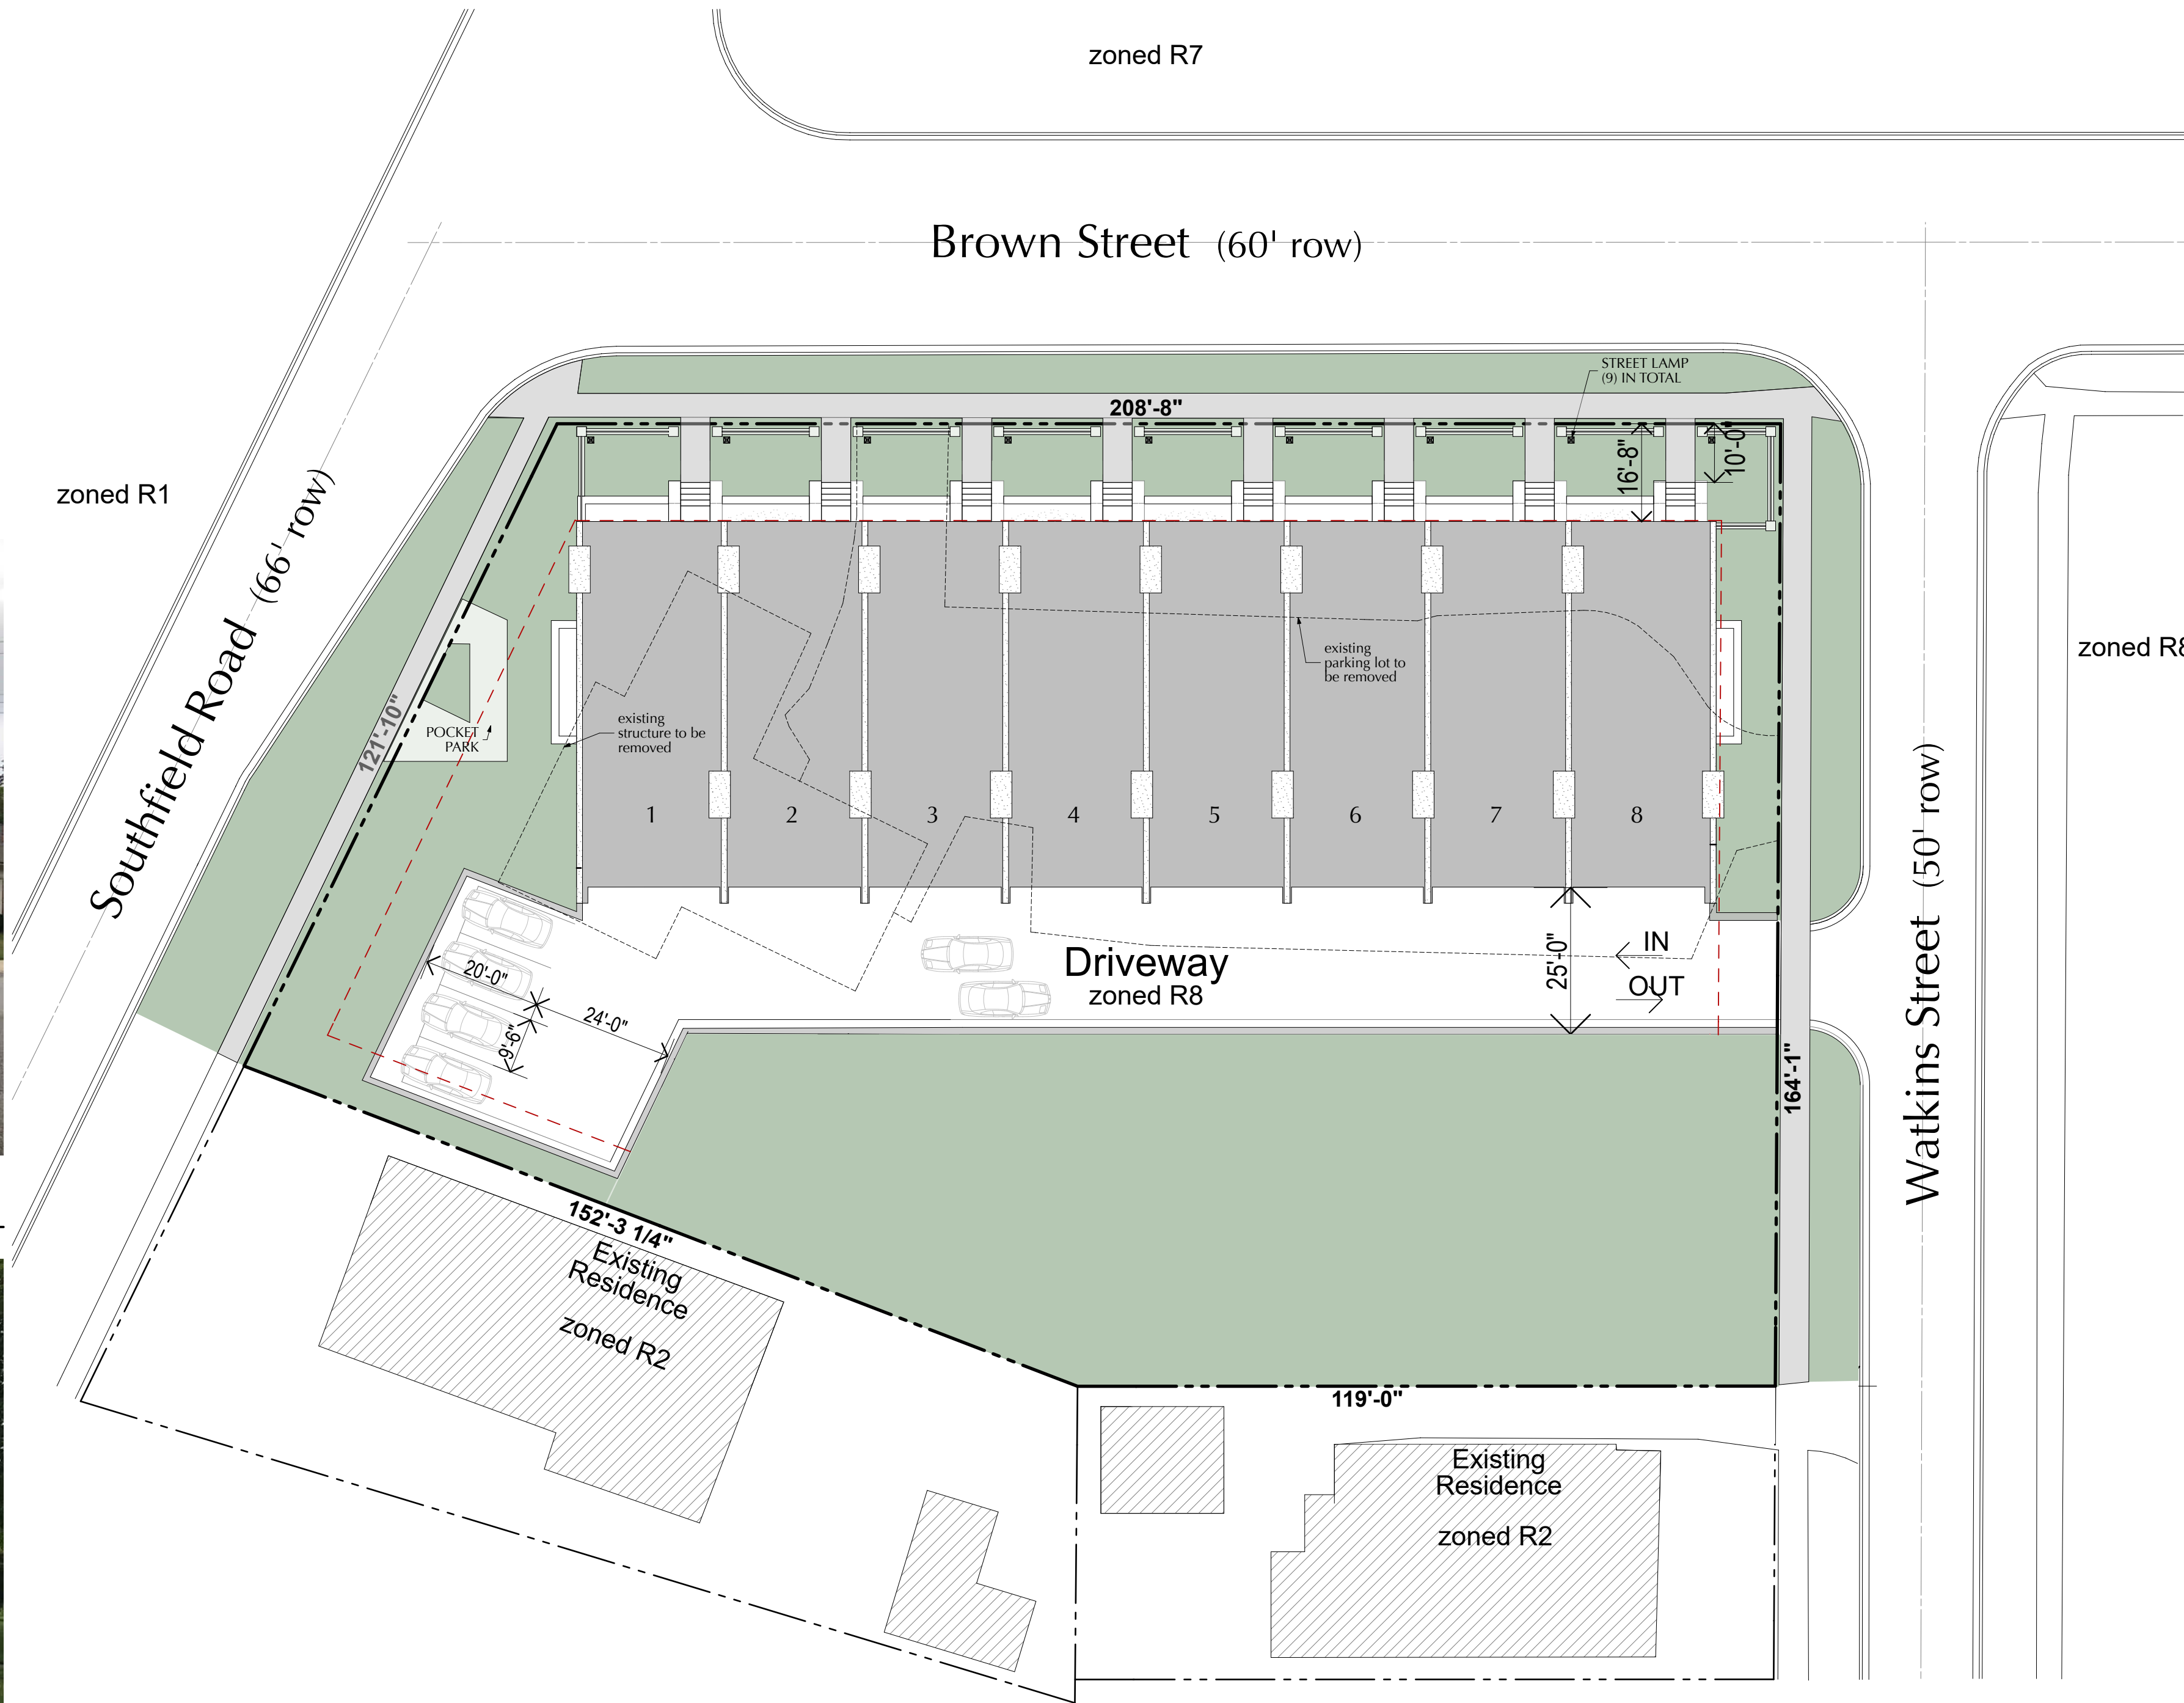 zoned R7
Brown Street (60' row)
STREET LAMP
(9) IN TOTAL
208'-8"
16'-8"
10'-0"
zoned R1
Southfield Road (66' row)
121'-10"
POCKET
PARK
existing
structure to be
removed
existing
parking lot to
be removed
zoned R8
1
2
3
4
5
6
7
8
20'-0"
24'-0"
9'-6"
Driveway
zoned R8
25'-0"
IN
OUT
164'-1"
Watkins Street (50' row)
152'-3 1/4"
Existing
Residence
zoned R2
119'-0"
Existing
Residence
zoned R2